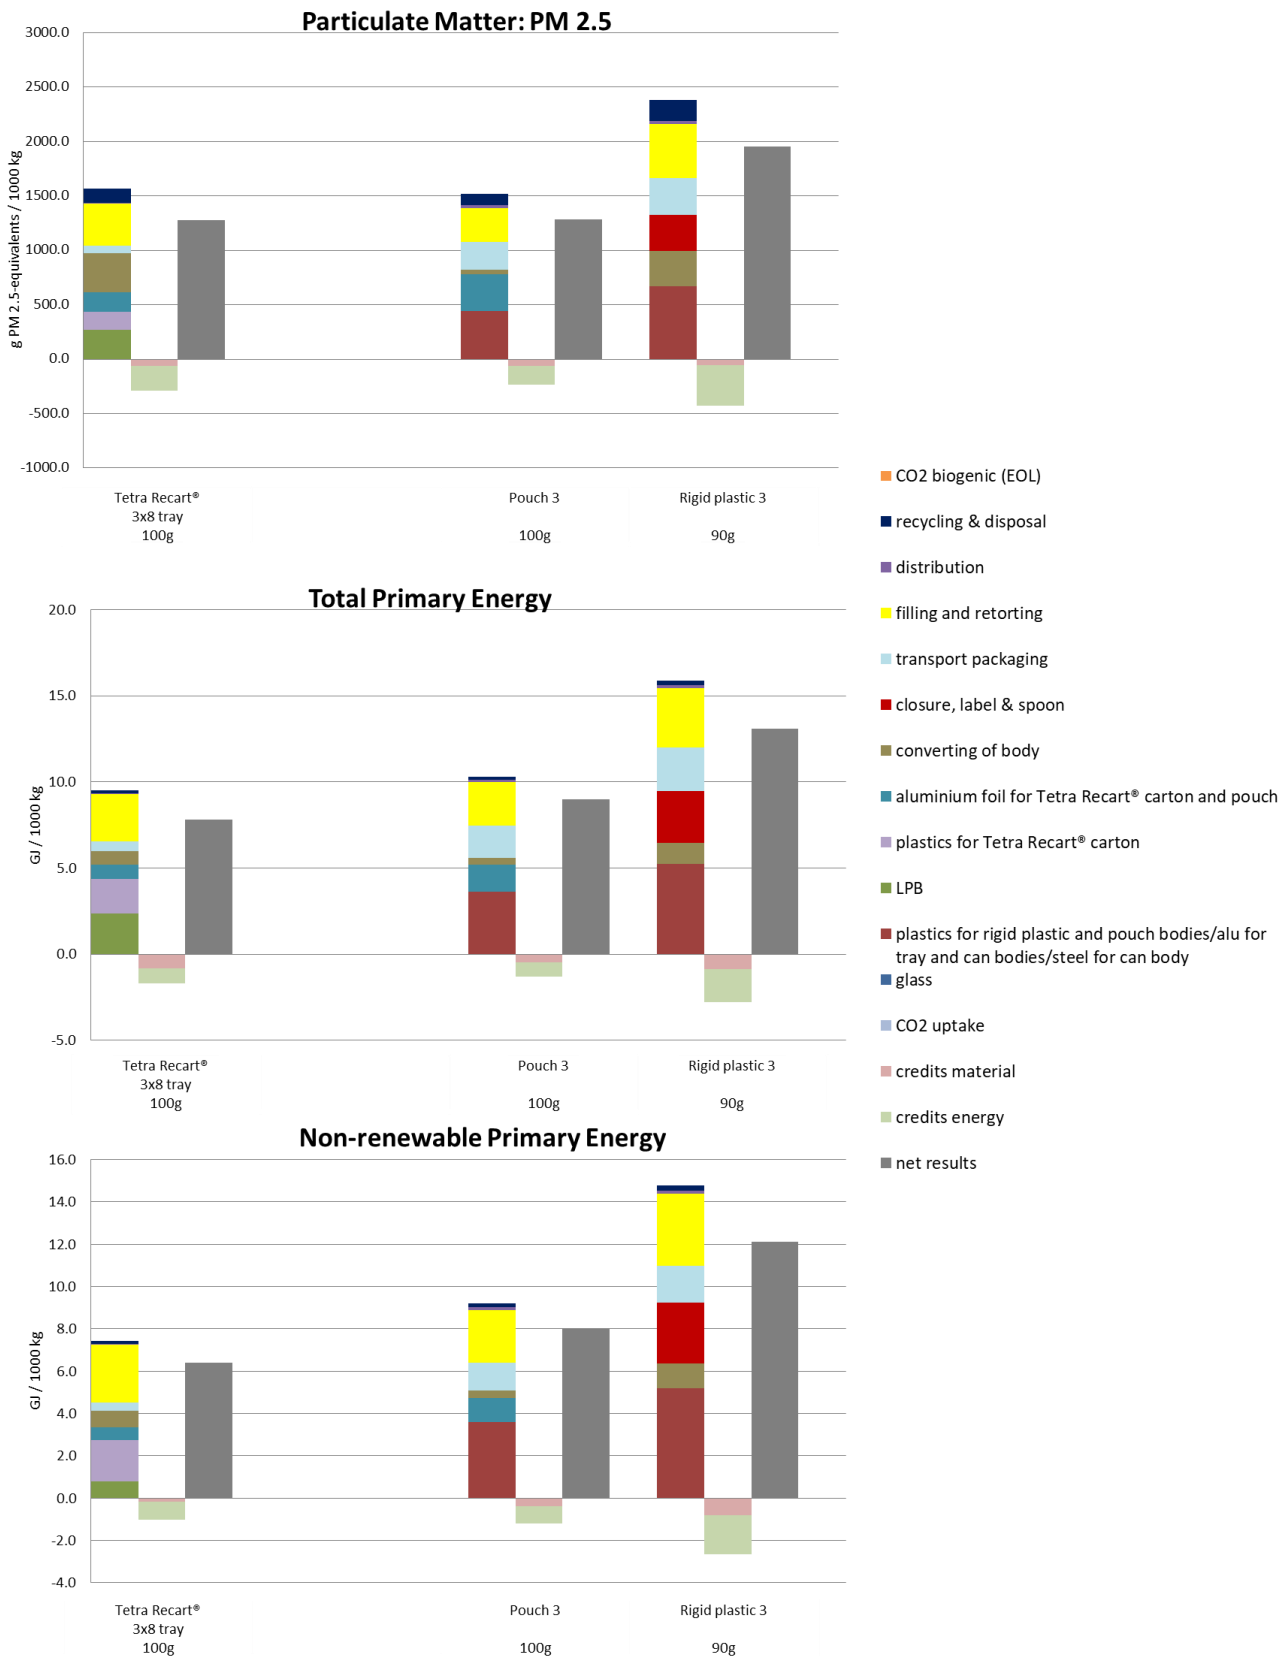 Particulate Matter: PM 2.5
3000.0
2500.0
2000.0
1500.0
1000.0
500.0
0.0
-500.0
-1000.0
g PM 2.5-equivalents / 1000 kg
Tetra Recart® Pouch 3 Rigid plastic 3
3x8 tray
100g 100g 90g
Total Primary Energy
20.0
15.0
10.0
5.0
0.0
-5.0
GJ / 1000 kg
Tetra Recart® Pouch 3 Rigid plastic 3
3x8 tray
100g 100g 90g
Non-renewable Primary Energy
16.0
14.0
12.0
10.0
8.0
6.0
4.0
2.0
0.0
-2.0
-4.0
GJ / 1000 kg
Tetra Recart® Pouch 3 Rigid plastic 3
3x8 tray
100g 100g 90g
CO2 biogenic (EOL)
recycling & disposal
distribution
filling and retorting
transport packaging
closure, label & spoon
converting of body
aluminium foil for Tetra Recart® carton and pouch
plastics for Tetra Recart® carton
LPB
plastics for rigid plastic and pouch bodies/alu for
tray and can bodies/steel for can body
glass
CO2 uptake
credits material
credits energy
net results